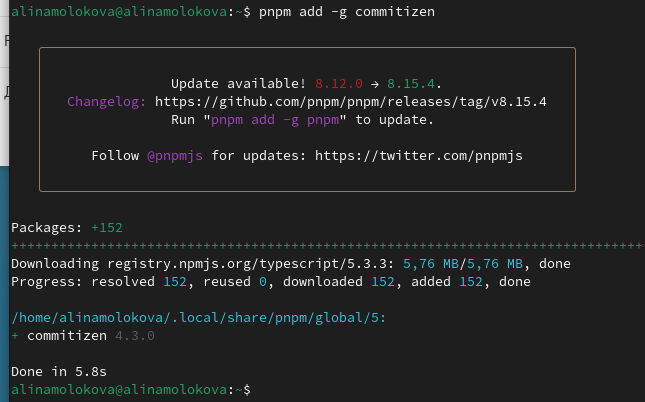 alinamolokova@alinamolokova:~$ pnpm add -g commitizen
Update available! 8.12.0 → 8.15.4.
Changelog: https://github.com/pnpm/pnpm/releases/tag/v8.15.4
Run "pnpm add -g pnpm" to update.
Follow @pnpmjs for updates: https://twitter.com/pnpmjs
Packages: +152
++++++++++++++++++++++++++++++++++++++++++++++++++++++++++++++++++++++++++++++++
Downloading registry.npmjs.org/typescript/5.3.3: 5,76 MB/5,76 MB, done
Progress: resolved 152, reused 0, downloaded 152, added 152, done
/home/alinamolokova/.local/share/pnpm/global/5:
+ commitizen 4.3.0
Done in 5.8s
alinamolokova@alinamolokova:~$